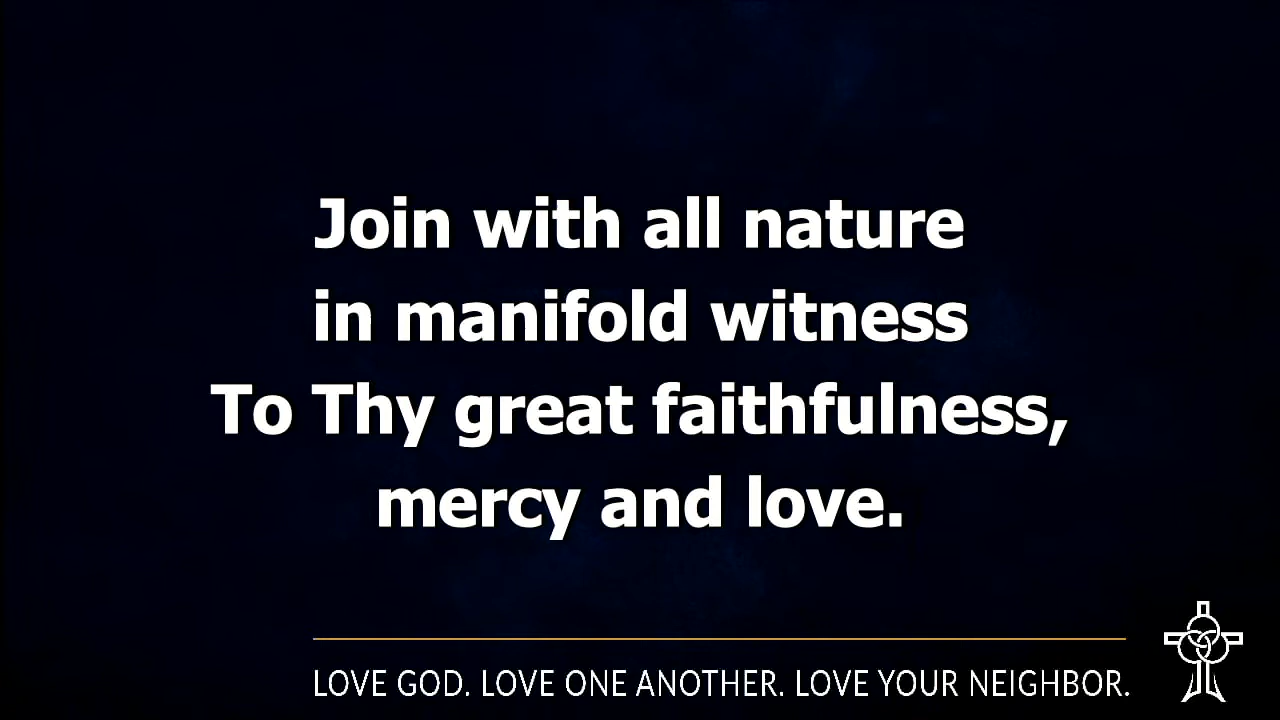 Join with all nature
in manifold witness
To Thy great faithfulness,
mercy and love.
LOVE GOD. LOVE ONE ANOTHER. LOVE YOUR NEIGHBOR.